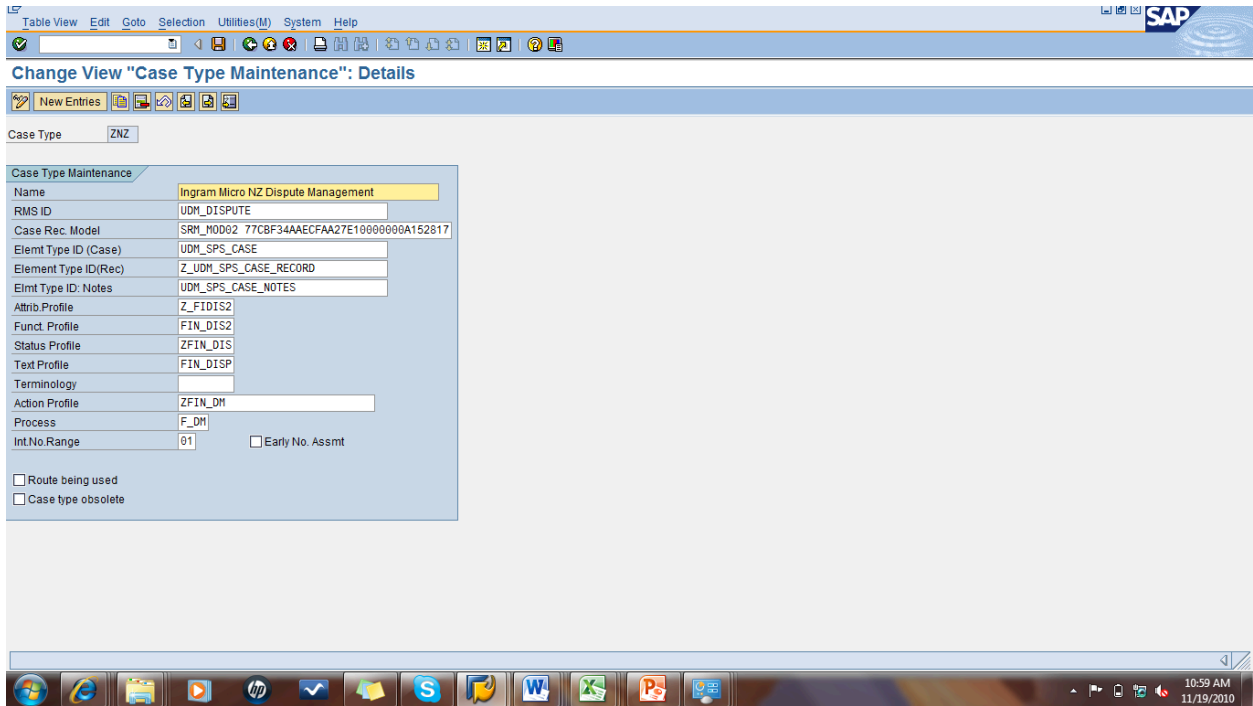 Table View Edit Goto Selection Utilities(M) System Help
SAP
Change View "Case Type Maintenance": Details
New Entries
Case Type ZNZ
Case Type Maintenance
Name Ingram Micro NZ Dispute Management
RMS ID UDM_DISPUTE
Case Rec. Model SRM_MOD02 77CBF34AAECFAA27E10000000A152817
Elemt Type ID (Case) UDM_SPS_CASE
Element Type ID(Rec) Z_UDM_SPS_CASE_RECORD
Elmt Type ID: Notes UDM_SPS_CASE_NOTES
Attrib.Profile Z_FIDIS2
Funct. Profile FIN_DIS2
Status Profile ZFIN_DIS
Text Profile FIN_DISP
Terminology
Action Profile ZFIN_DM
Process F_DM
Int.No.Range 01 Early No. Assmt
Route being used
Case type obsolete
10:59 AM
11/19/2010